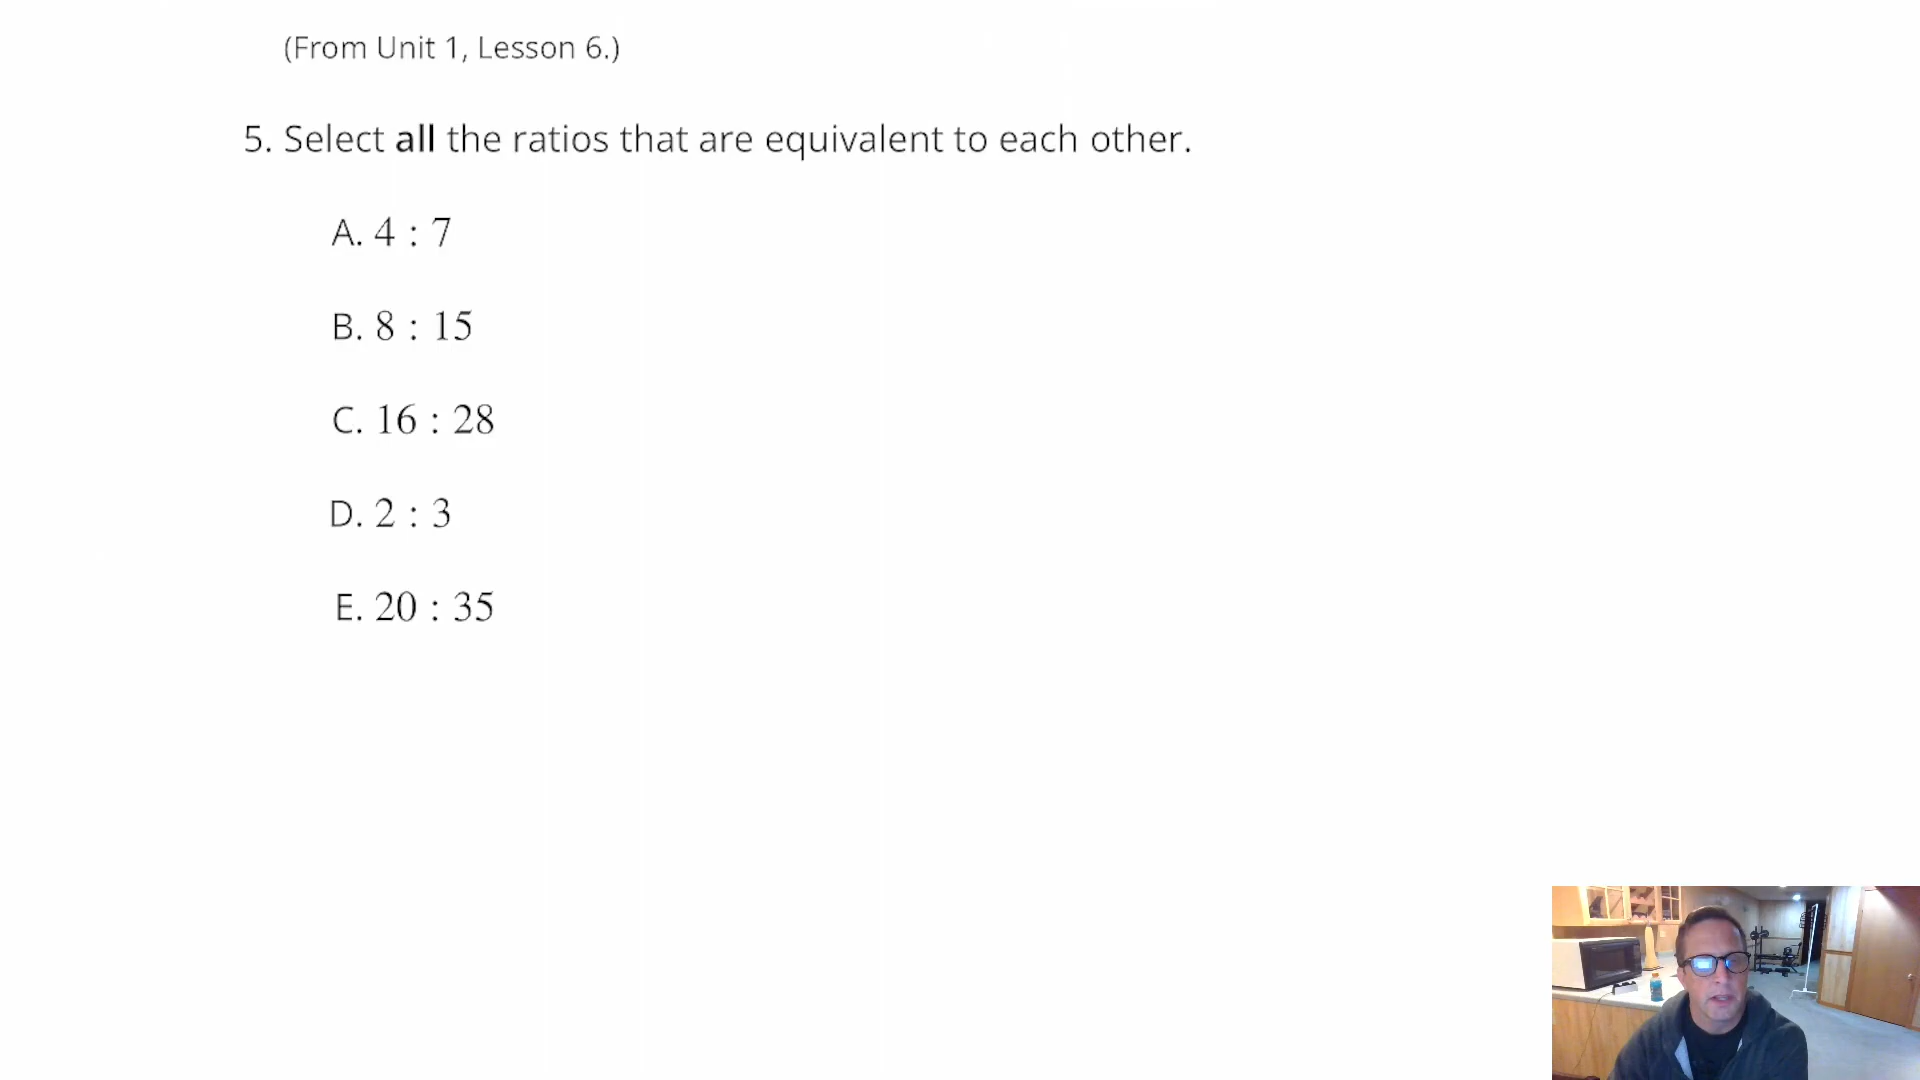 (From Unit 1, Lesson 6.)
5. Select all the ratios that are equivalent to each other.
A. 4 : 7
B. 8 : 15
C. 16 : 28
D. 2 : 3
E. 20 : 35